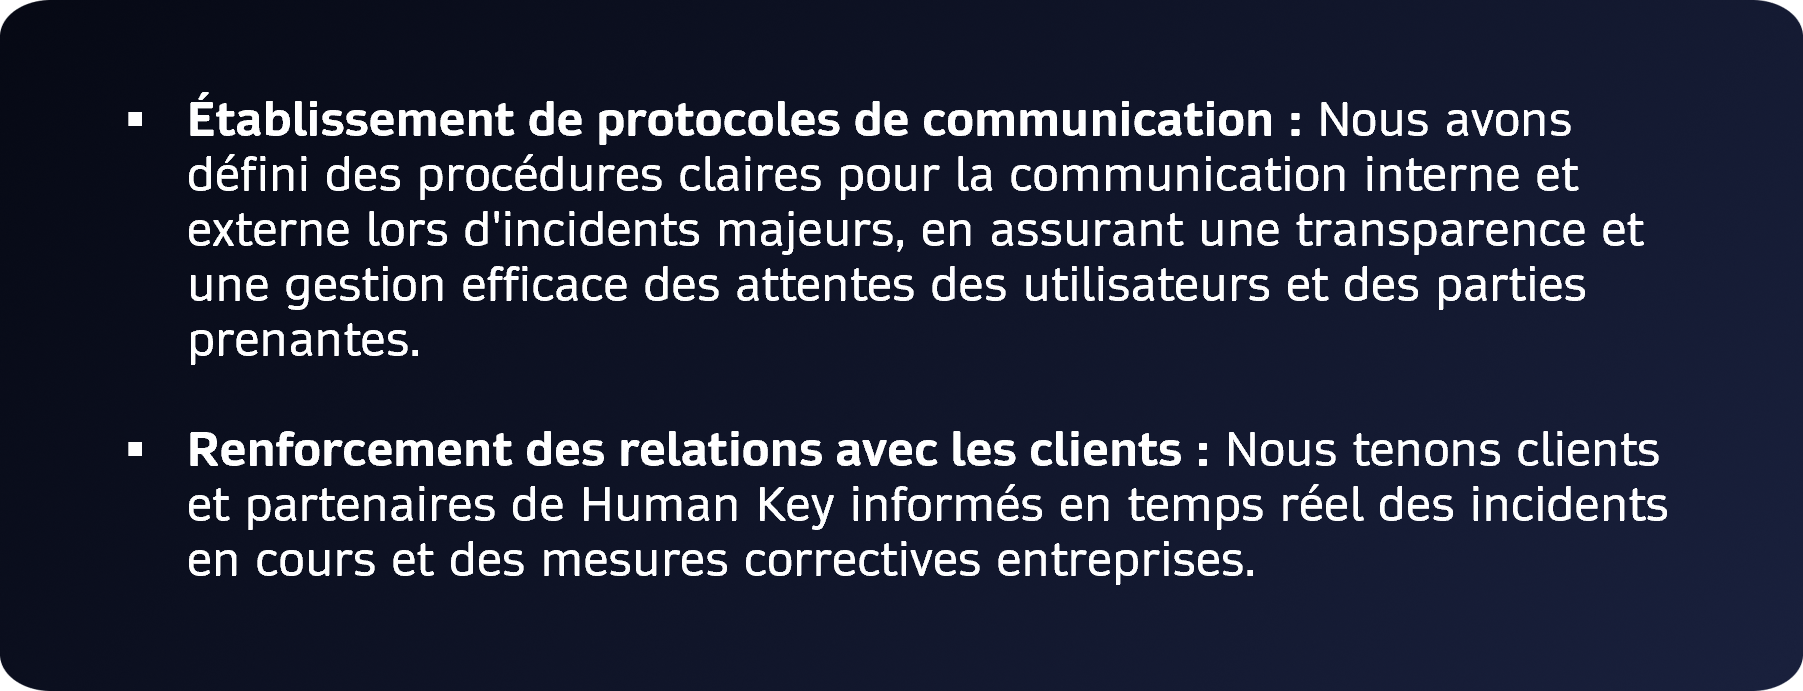 ▪ Établissement de protocoles de communication : Nous avons
défini des procédures claires pour la communication interne et
externe lors d'incidents majeurs, en assurant une transparence et
une gestion efficace des attentes des utilisateurs et des parties
prenantes.
▪ Renforcement des relations avec les clients : Nous tenons clients
et partenaires de Human Key informés en temps réel des incidents
en cours et des mesures correctives entreprises.